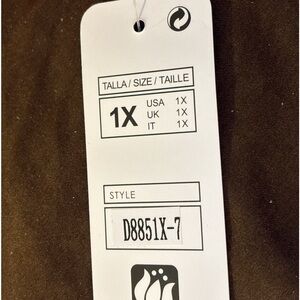 TALLA / SIZE / TAILLE
1X USA 1X
UK 1X
IT 1X
STYLE
D8851X-7